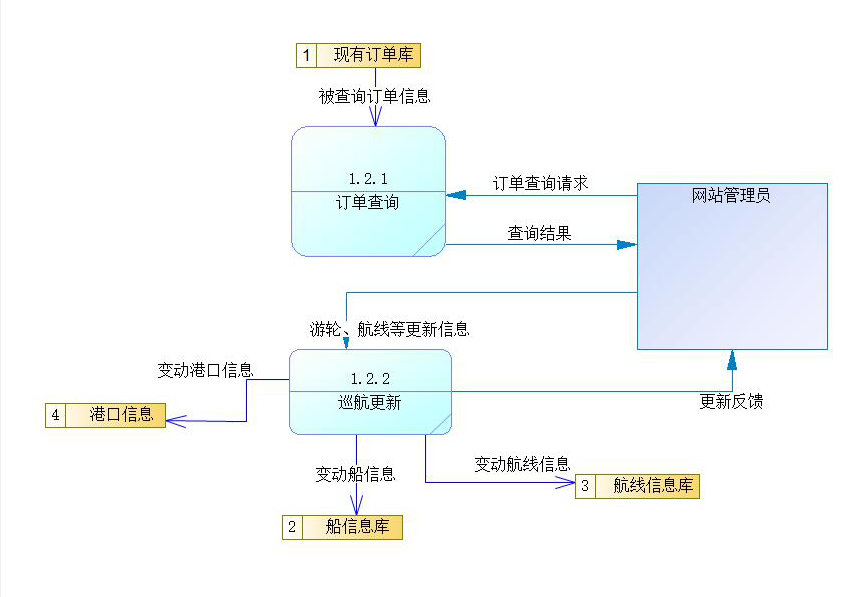 1 现有订单库
被查询订单信息
1.2.1
订单查询
订单查询请求
网站管理员
查询结果
游轮、航线等更新信息
变动港口信息
1.2.2
巡航更新
更新反馈
4 港口信息
变动船信息
变动航线信息
3 航线信息库
2 船信息库